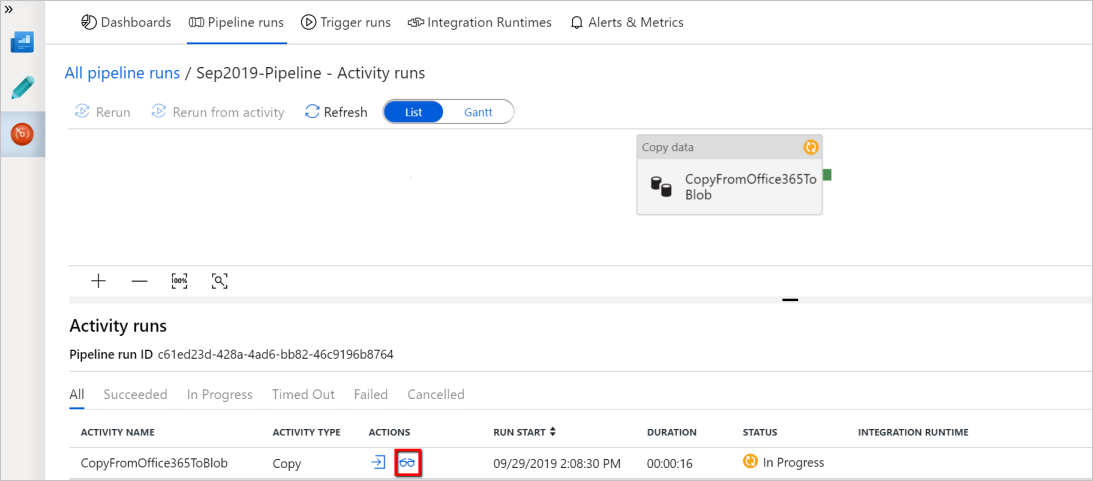 »
Dashboards Pipeline runs Trigger runs Integration Runtimes Alerts & Metrics
All pipeline runs / Sep2019-Pipeline - Activity runs
Rerun Rerun from activity Refresh List Gantt
Copy data
CopyFromOffice365To
Blob
100%
Activity runs
Pipeline run ID c61ed23d-428a-4ad6-bb82-46c9196b8764
All Succeeded In Progress Timed Out Failed Cancelled
ACTIVITY NAME ACTIVITY TYPE ACTIONS RUN START DURATION STATUS INTEGRATION RUNTIME
CopyFromOffice365ToBlob Copy 09/29/2019 2:08:30 PM 00:00:16 In Progress